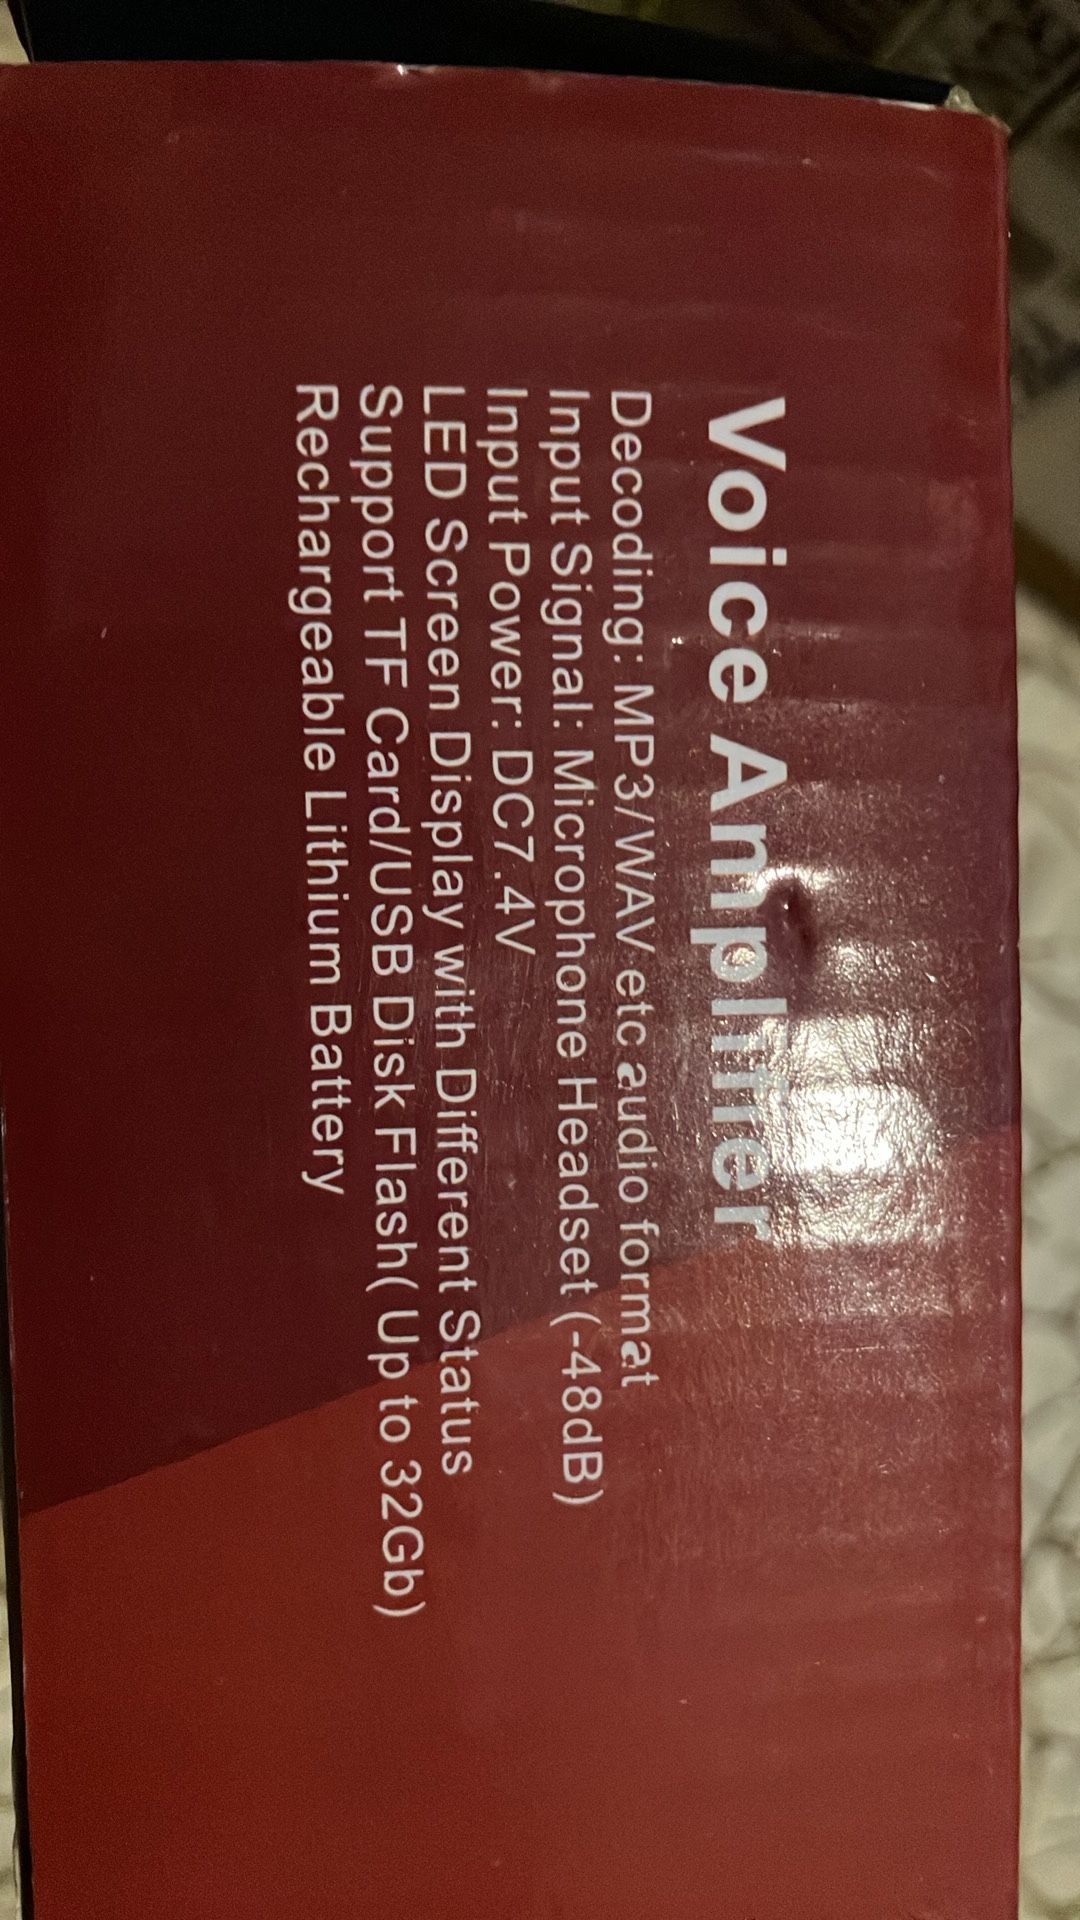 Voice Amplifier
Decoding: MP3/WAV etc audio format
Input Signal: Microphone Headset (-48dB)
Input Power: DC7.4V
LED Screen Display with Different Status
Support TF Card/USB Disk Flash( Up to 32Gb)
Rechargeable Lithium Battery